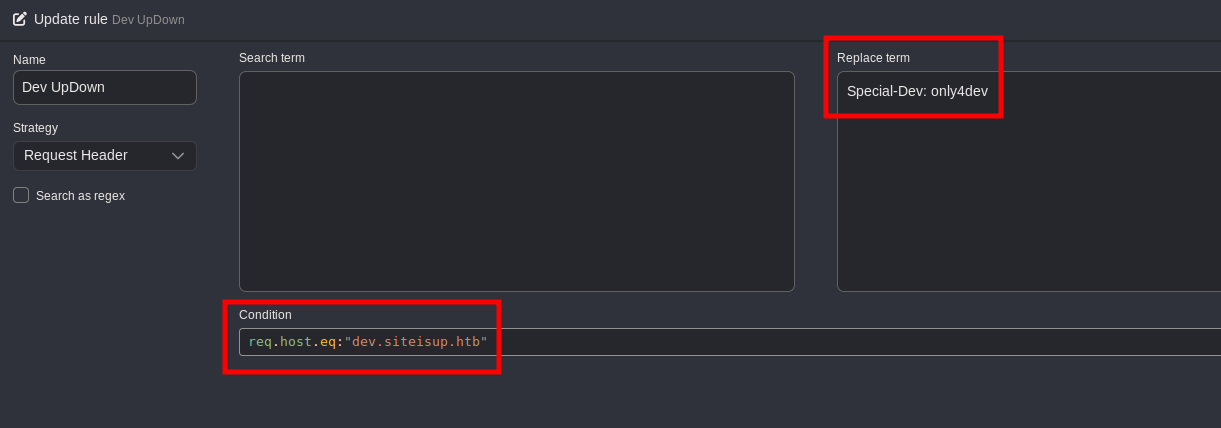 Update rule Dev UpDown
Name
Dev UpDown
Strategy
Request Header
Search as regex
Search term
Replace term
Special-Dev: only4dev
Condition
req.host.eq:"dev.siteisup.htb"